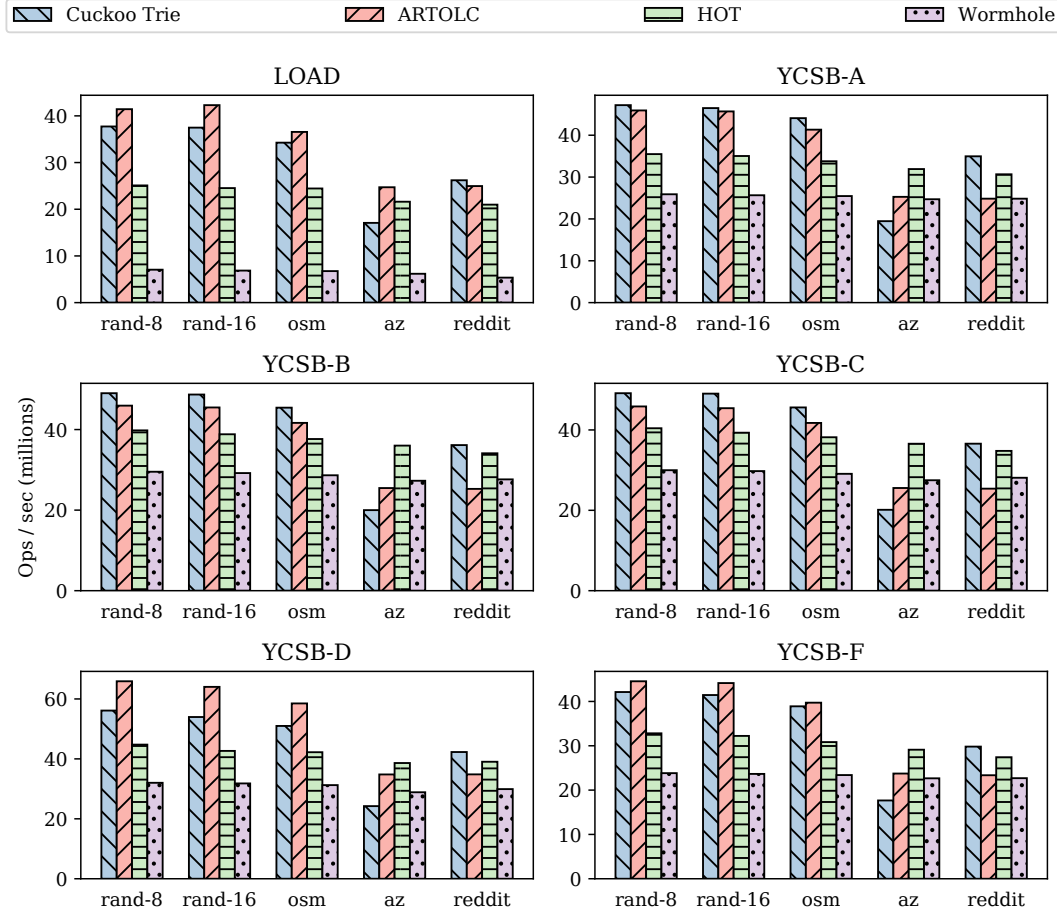 Cuckoo Trie ARTOLC HOT Wormhole
LOAD
40
30
20
10
0
rand-8 rand-16 osm az reddit
YCSB-A
40
30
20
10
0
rand-8 rand-16 osm az reddit
Ops / sec (millions)
YCSB-B
40
20
0
rand-8 rand-16 osm az reddit
YCSB-C
40
20
0
rand-8 rand-16 osm az reddit
YCSB-D
60
40
20
0
rand-8 rand-16 osm az reddit
YCSB-F
40
30
20
10
0
rand-8 rand-16 osm az reddit